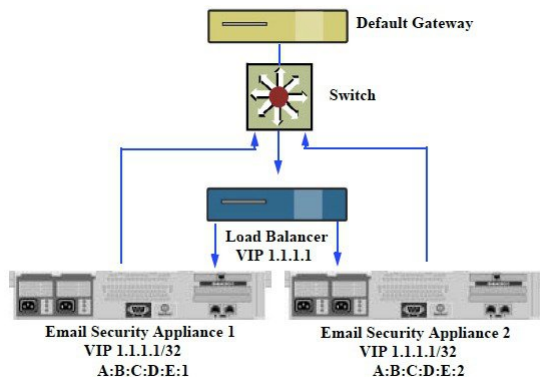 Default Gateway
Switch
Load Balancer
VIP 1.1.1.1
Email Security Appliance 1
VIP 1.1.1.1/32
A:B:C:D:E:1
Email Security Appliance 2
VIP 1.1.1.1/32
A:B:C:D:E:2